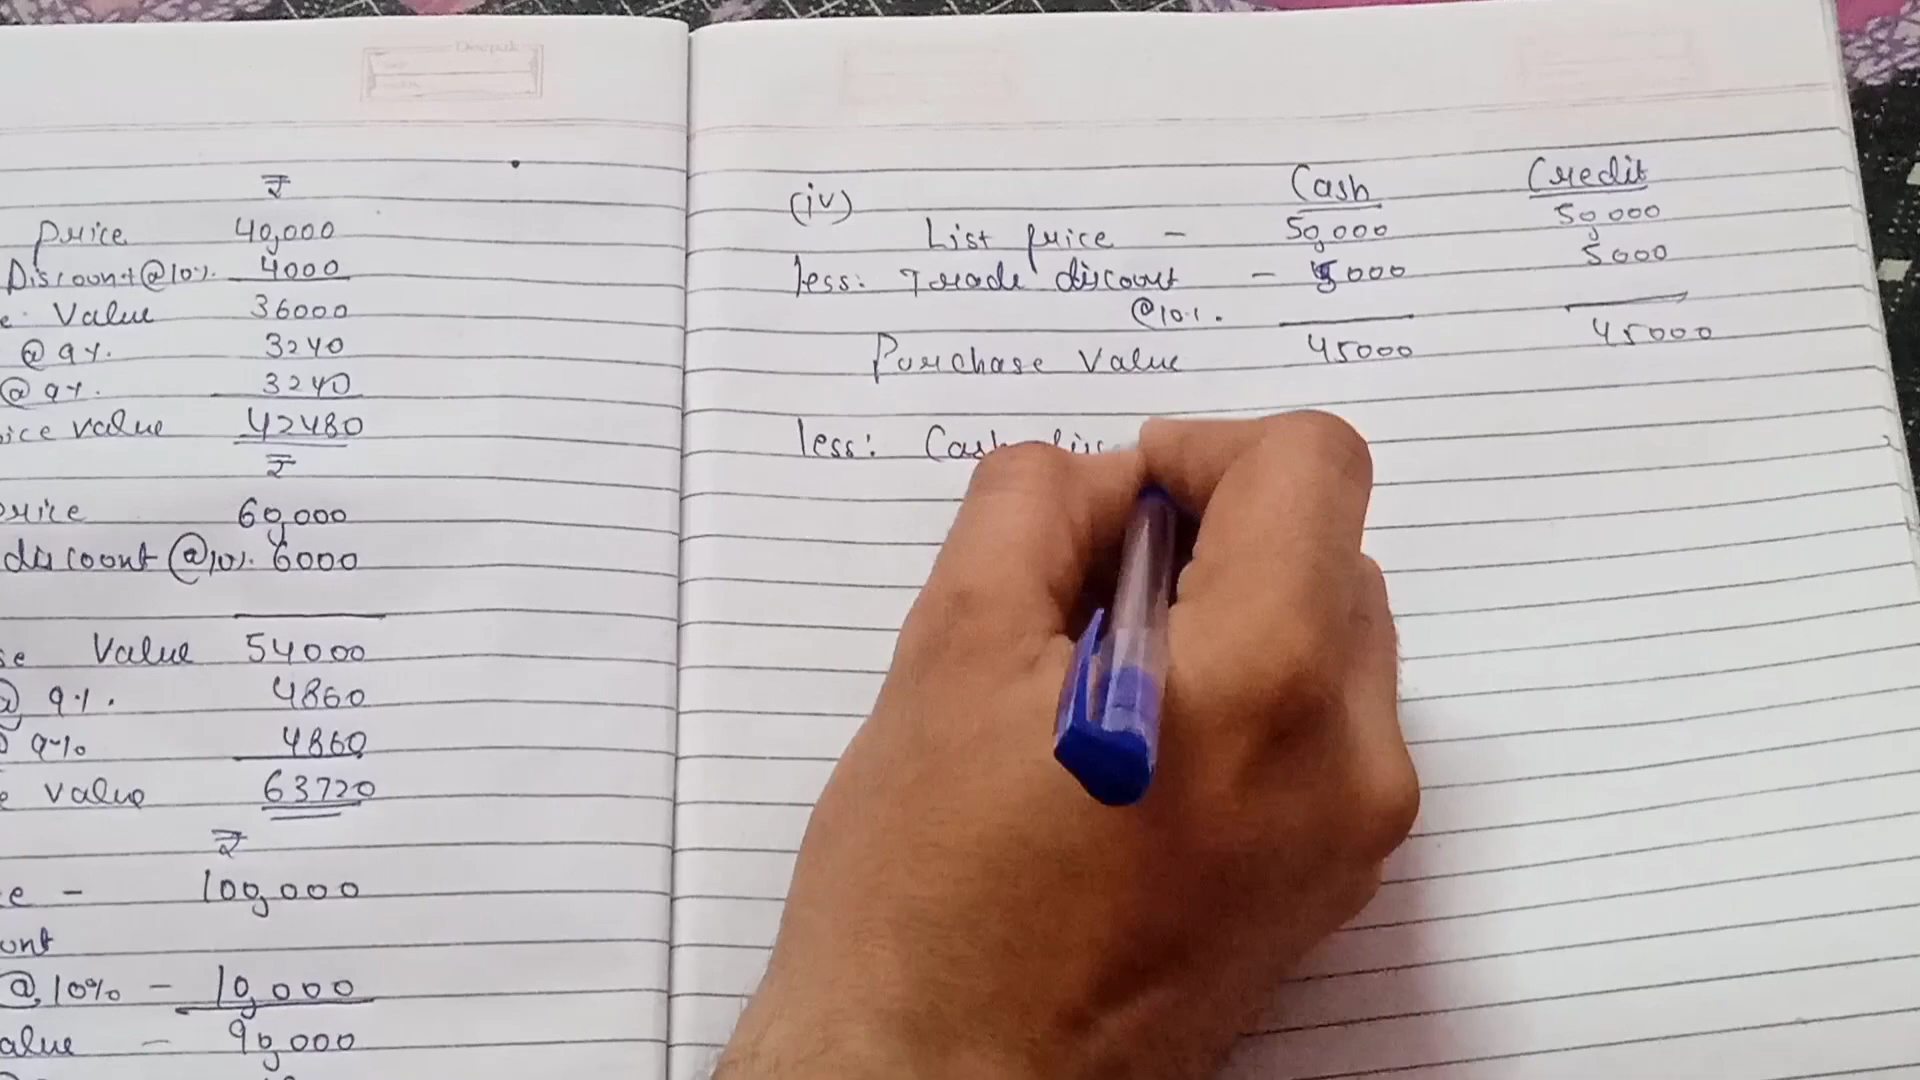 Deepak
₹
Price 40,000
Discount@10%. 4000
Value 36000
@ 9%. 3240
@ 9%. 3240
ice value 42480
₹
rice 60,000
discount @10%. 6000
se Value 54000
@ 9%. 4860
9% 4860
e value 63720
₹
e - 100,000
ount
@ 10% - 10,000
alue - 90,000
(iv) Cash Credit
List price - 50,000 50,000
less: Trade discount - 5000 5000
@10%.
Purchase Value 45000 45000
less: Cash disc